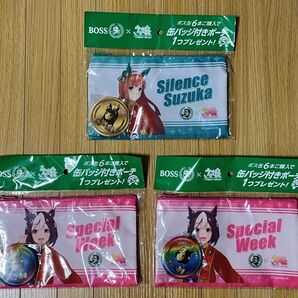 BOSS ×
ボス缶6本ご購入で
缶バッジ付きポーチ
1つプレゼント!
Silence
Suzuka
BOSS ×
ボス缶6本ご購入で
缶バッジ付きポーチ
1つプレゼント!
Special
Week
BOSS ×
ボス缶6本ご購入で
缶バッジ付きポーチ
1つプレゼント!
Special
Week